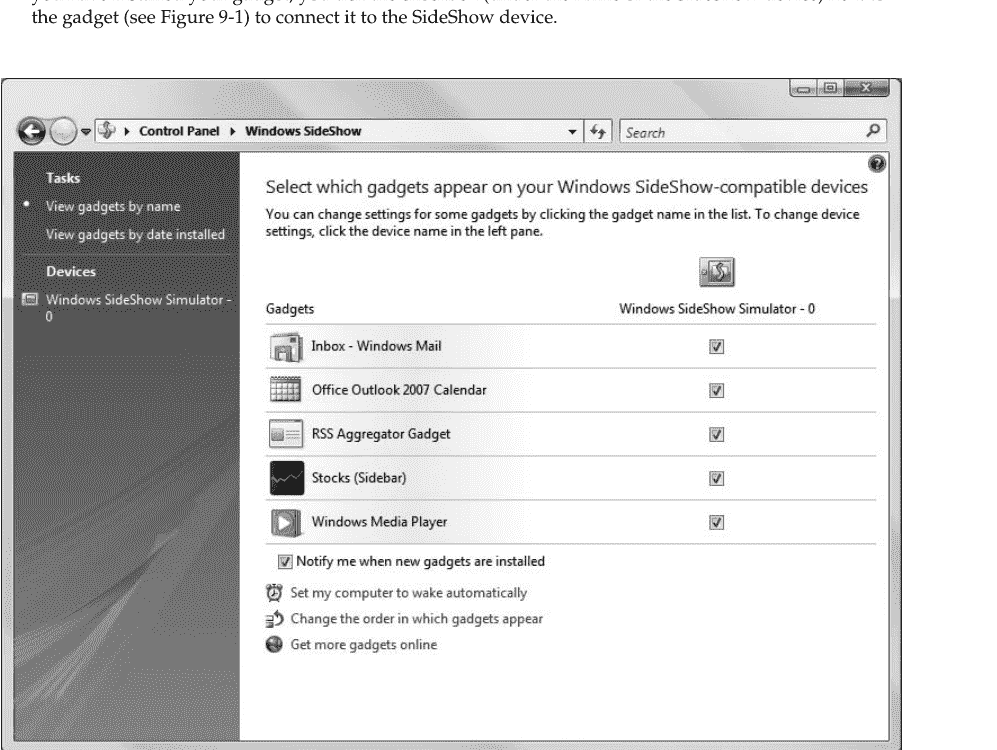 the gadget (see Figure 9-1) to connect it to the SideShow device.
Control Panel
Windows SideShow
Search
Tasks
View gadgets by name
View gadgets by date installed
Devices
Windows SideShow Simulator -
0
Select which gadgets appear on your Windows SideShow-compatible devices
You can change settings for some gadgets by clicking the gadget name in the list. To change device
settings, click the device name in the left pane.
Gadgets
Windows SideShow Simulator - 0
Inbox - Windows Mail
Office Outlook 2007 Calendar
RSS Aggregator Gadget
Stocks (Sidebar)
Windows Media Player
Notify me when new gadgets are installed
Set my computer to wake automatically
Change the order in which gadgets appear
Get more gadgets online